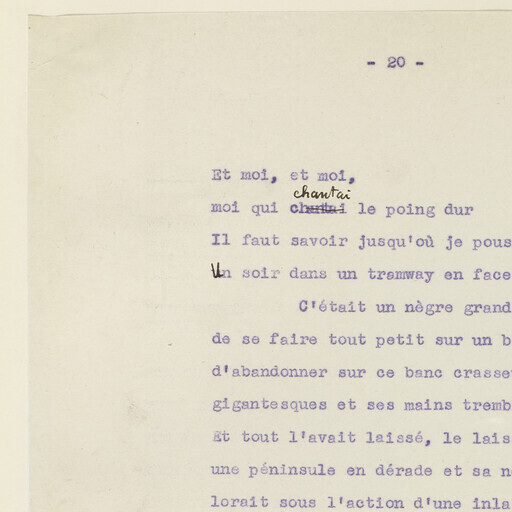 - 20 -
Et moi, et moi,
chantai
moi qui chutai le poing dur
Il faut savoir jusqu'où je pous
Un soir dans un tramway en face
C'était un nègre grand
de se faire tout petit sur un b
d'abandonner sur ce banc crasse
gigantesques et ses mains tremb
Et tout l'avait laissé, le lais
une péninsule en dérade et sa n
lorait sous l'action d'une inla